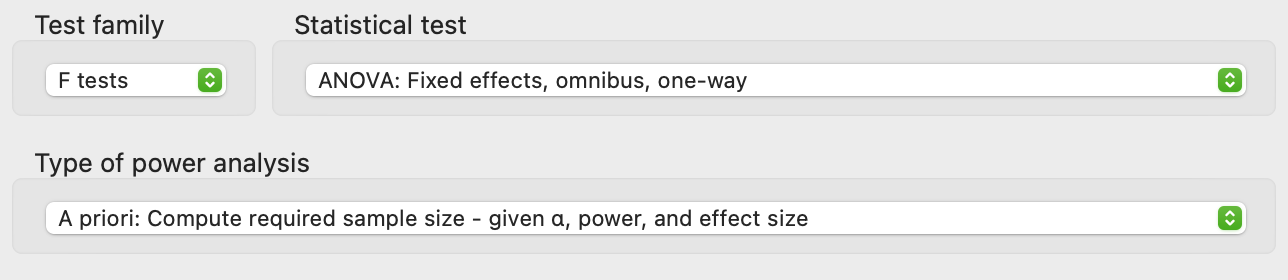 Test family
Statistical test
F tests
ANOVA: Fixed effects, omnibus, one-way
Type of power analysis
A priori: Compute required sample size - given α, power, and effect size